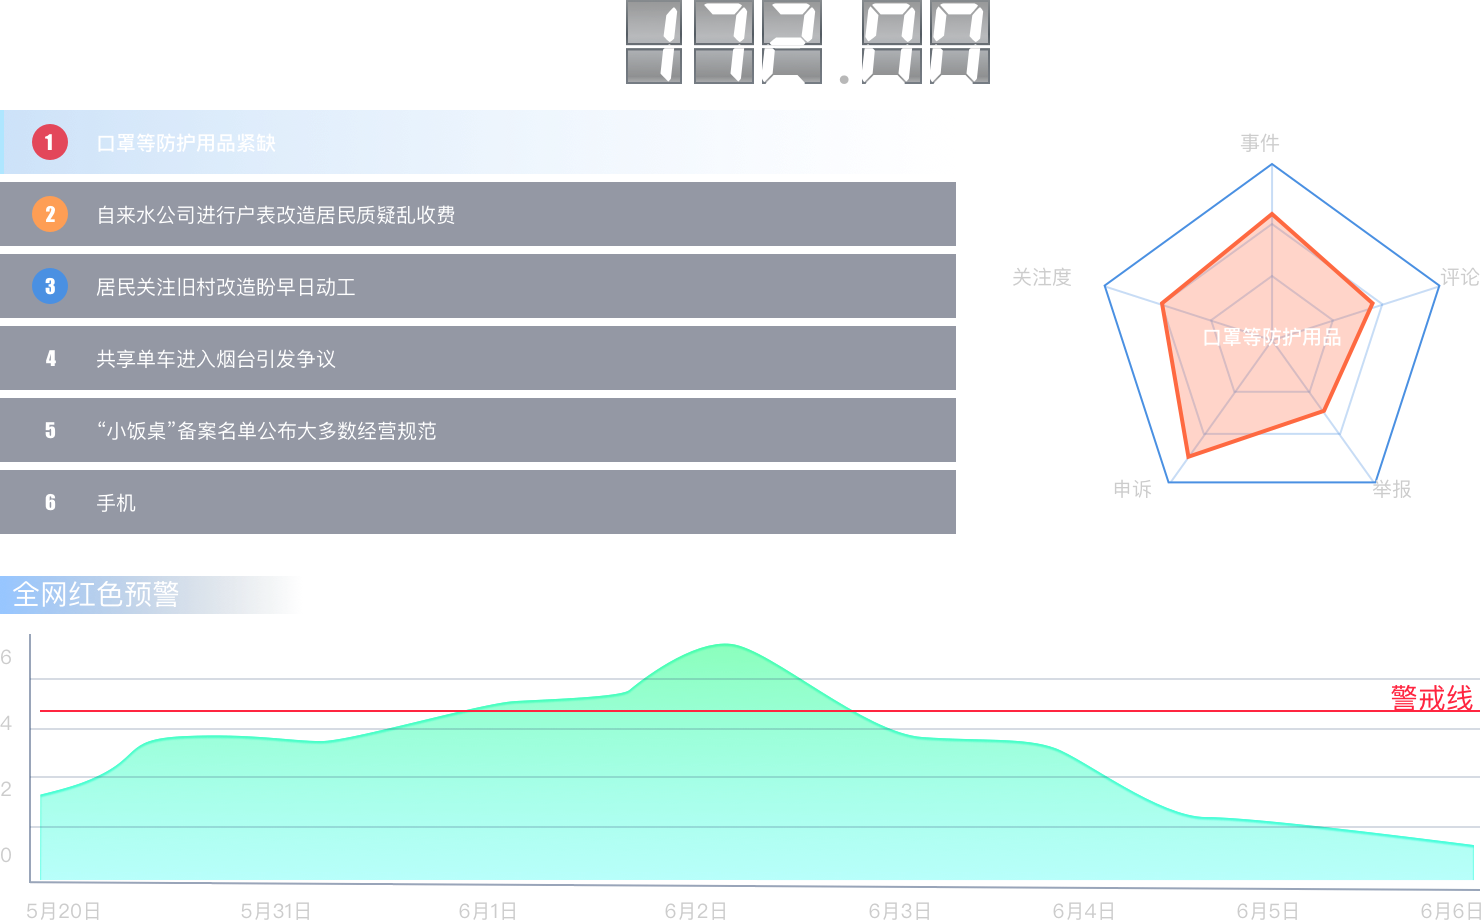 172.00
1 口罩等防护用品紧缺
2 自来水公司进行户表改造居民质疑乱收费
3 居民关注旧村改造盼早日动工
4 共享单车进入烟台引发争议
5 “小饭桌”备案名单公布大多数经营规范
6 手机
事件
关注度
评论
口罩等防护用品
申诉
举报
全网红色预警
6
警戒线
4
2
0
5月20日 5月31日 6月1日 6月2日 6月3日 6月4日 6月5日 6月6日